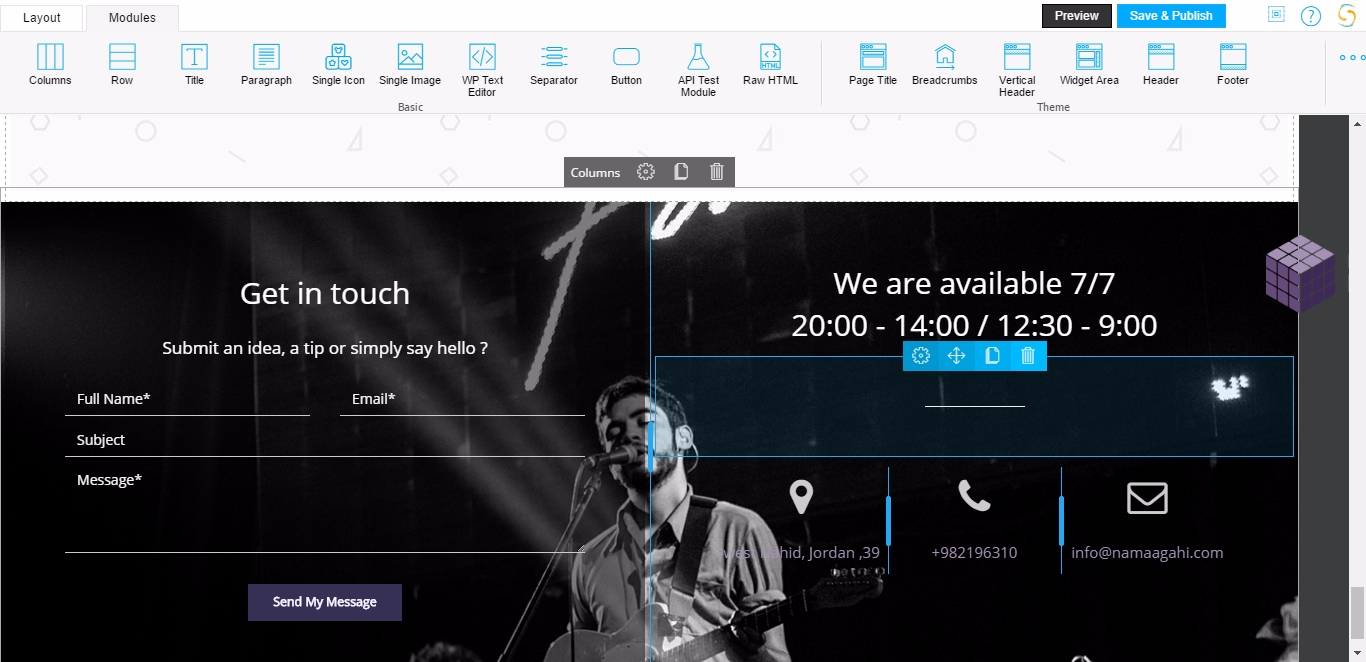 Layout
Modules
Preview
Save & Publish
?
Columns
Row
Title
Paragraph
Single Icon
Single Image
WP Text Editor
Separator
Button
API Test Module
HTML
Raw HTML
Basic
Page Title
Breadcrumbs
Vertical Header
Widget Area
Header
Footer
Theme
Columns
Get in touch
Submit an idea, a tip or simply say hello ?
Full Name*
Email*
Subject
Message*
Send My Message
We are available 7/7
20:00 - 14:00 / 12:30 - 9:00
Jordan ,39
+982196310
info@namaagahi.com